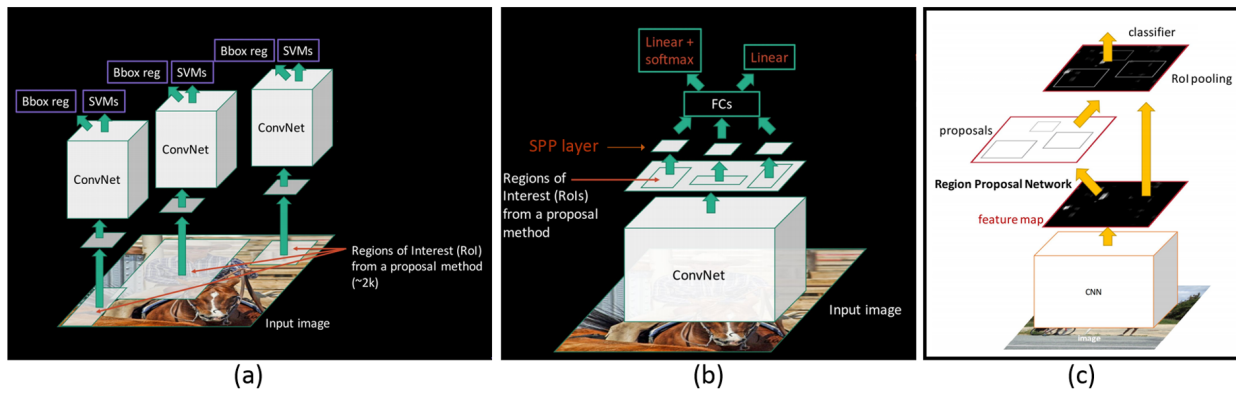 Bbox reg
SVMs
Bbox reg
SVMs
Bbox reg
SVMs
ConvNet
ConvNet
ConvNet
Regions of Interest (RoI)
from a proposal method
(~2k)
Input image
(a)
Linear +
softmax
Linear
FCs
SPP layer
Regions of
Interest (RoIs)
from a proposal
method
ConvNet
Input image
(b)
classifier
RoI pooling
proposals
Region Proposal Network
feature map
CNN
image
(c)